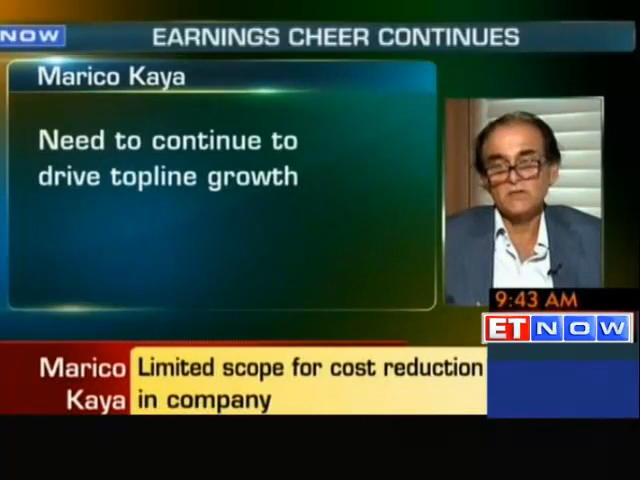 NOW
EARNINGS CHEER CONTINUES
Marico Kaya
Need to continue to
drive topline growth
9:43 AM
ET NOW
Marico
Kaya
Limited scope for cost reduction
in company